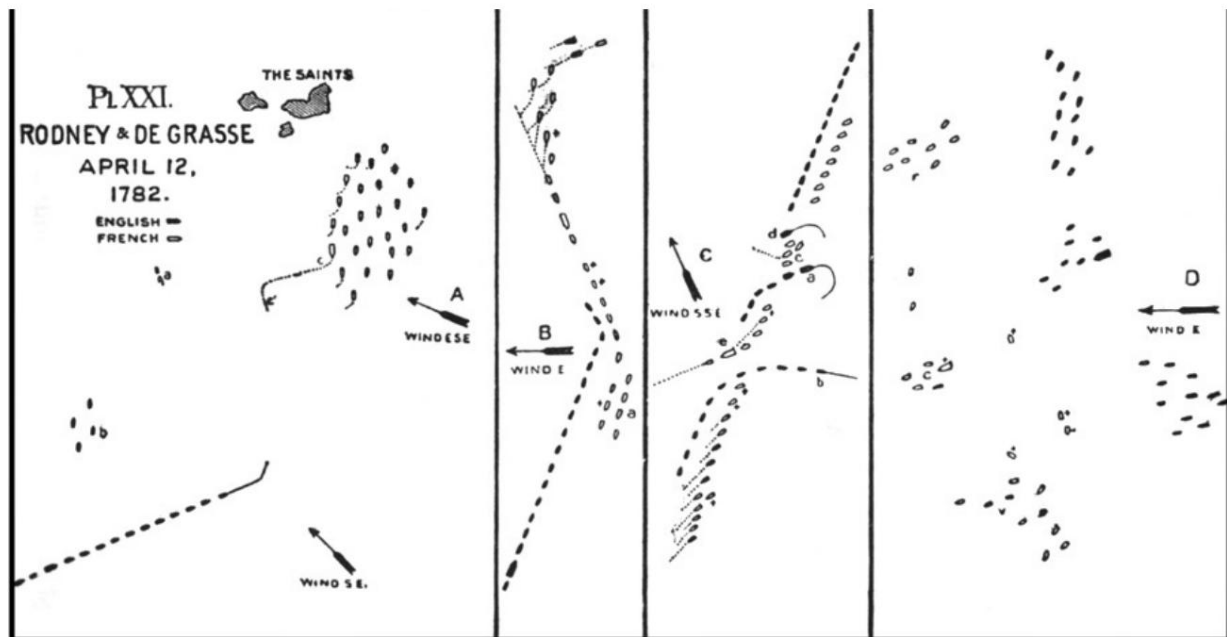 THE SAINTS
Pl XXI.
RODNEY & DE GRASSE
APRIL 12,
1782.
ENGLISH
FRENCH
a
c
A
WIND ESE
b
WIND SE.
B
WIND E
a
C
WIND SSE
d
c
a
e
b
D
WIND E
c